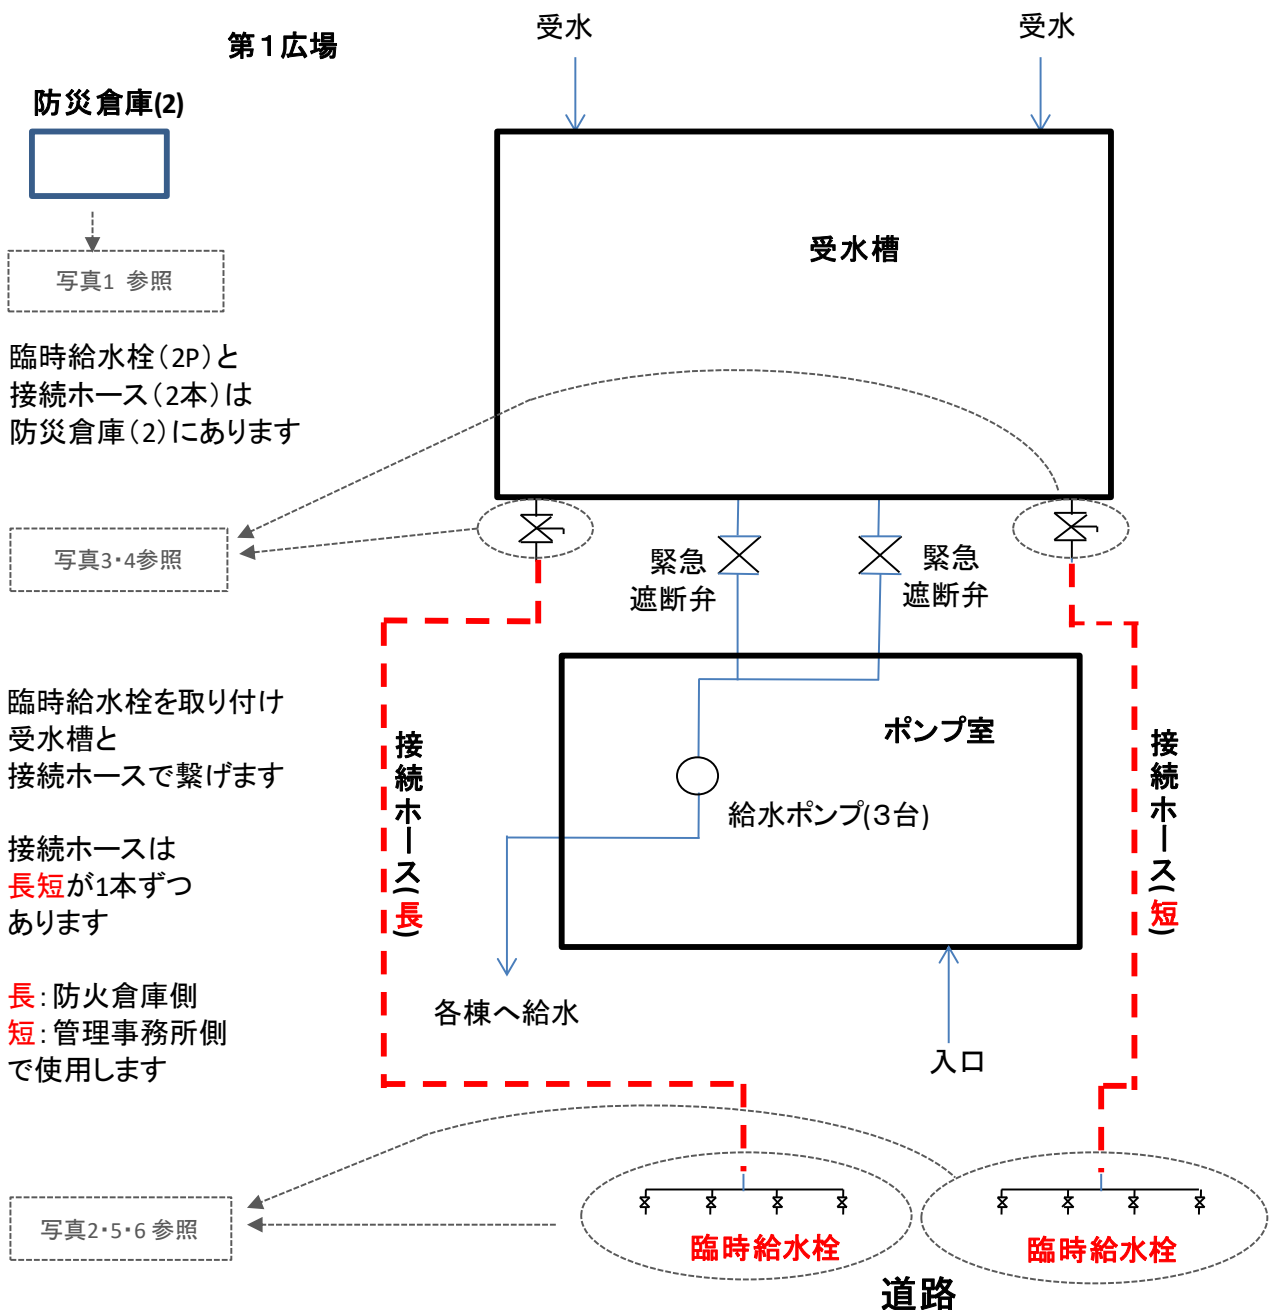 受水
受水
第1広場
防災倉庫(2)
写真1 参照
受水槽
臨時給水栓(2P)と
接続ホース(2本)は
防災倉庫(2)にあります
写真3・4参照
緊急
遮断弁
緊急
遮断弁
臨時給水栓を取り付け
受水槽と
接続ホースで繋げます
接続ホースは
長短が1本ずつ
あります
長:防火倉庫側
短:管理事務所側
で使用します
接続ホース(長)
ポンプ室
給水ポンプ(3台)
接続ホース(短)
各棟へ給水
入口
写真2・5・6 参照
臨時給水栓
臨時給水栓
道路